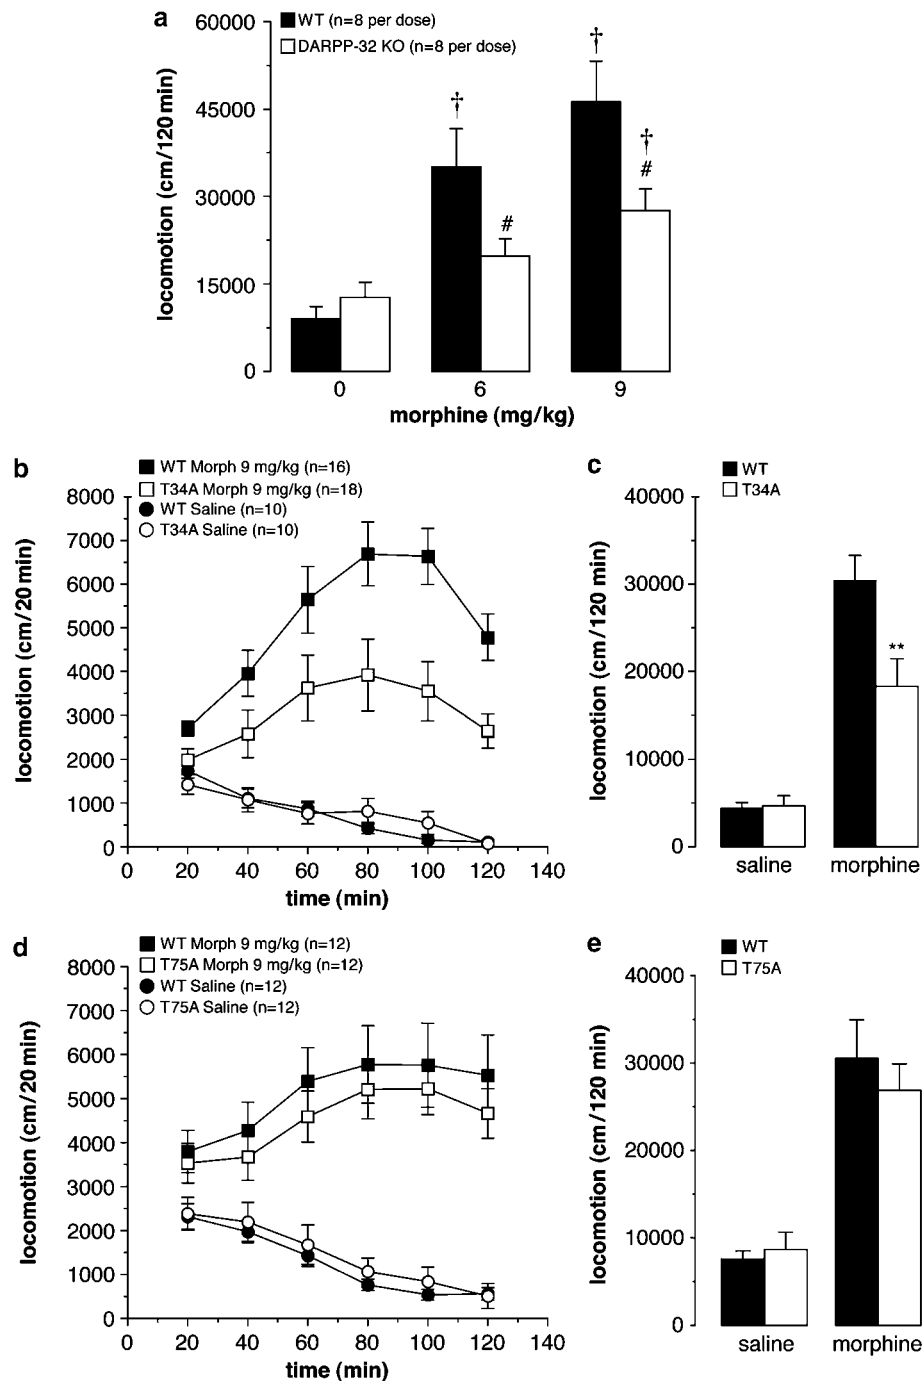 a
WT (n=8 per dose)
DARPP-32 KO (n=8 per dose)
locomotion (cm/120 min)
60000
45000
30000
15000
0
†
#
†
†
#
0 6 9
morphine (mg/kg)
b
WT Morph 9 mg/kg (n=16)
T34A Morph 9 mg/kg (n=18)
WT Saline (n=10)
T34A Saline (n=10)
locomotion (cm/20 min)
8000
7000
6000
5000
4000
3000
2000
1000
0
0 20 40 60 80 100 120 140
time (min)
c
WT
T34A
locomotion (cm/120 min)
40000
30000
20000
10000
0
**
saline morphine
d
WT Morph 9 mg/kg (n=12)
T75A Morph 9 mg/kg (n=12)
WT Saline (n=12)
T75A Saline (n=12)
locomotion (cm/20 min)
8000
7000
6000
5000
4000
3000
2000
1000
0
0 20 40 60 80 100 120 140
time (min)
e
WT
T75A
locomotion (cm/120 min)
40000
30000
20000
10000
0
saline morphine